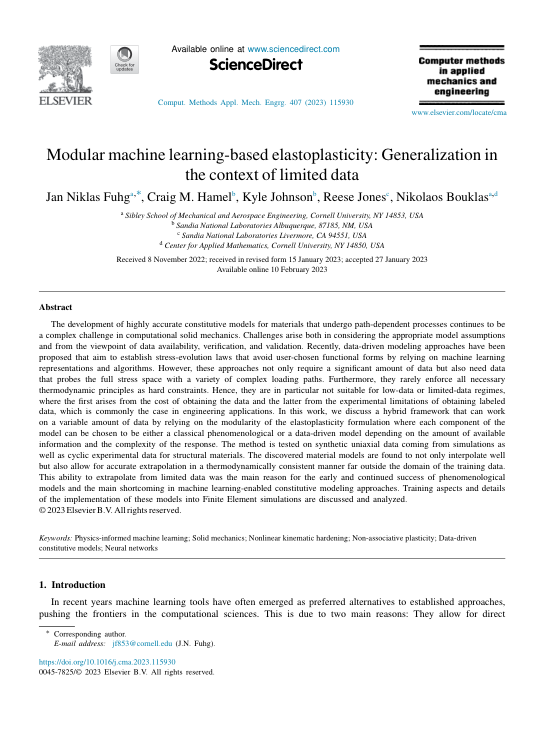 ELSEVIER
Check for
updates
Available online at www.sciencedirect.com
ScienceDirect
Comput. Methods Appl. Mech. Engrg. 407 (2023) 115930
Computer methods
in applied
mechanics and
engineering
www.elsevier.com/locate/cma
Modular machine learning-based elastoplasticity: Generalization in
the context of limited data
Jan Niklas Fuhgᵃ,*, Craig M. Hamelᵇ, Kyle Johnsonᵇ, Reese Jonesᶜ, Nikolaos Bouklasᵃ,ᵈ
ᵃ Sibley School of Mechanical and Aerospace Engineering, Cornell University, NY 14853, USA
ᵇ Sandia National Laboratories Albuquerque, 87185, NM, USA
ᶜ Sandia National Laboratories Livermore, CA 94551, USA
ᵈ Center for Applied Mathematics, Cornell University, NY 14850, USA
Received 8 November 2022; received in revised form 15 January 2023; accepted 27 January 2023
Available online 10 February 2023
Abstract
The development of highly accurate constitutive models for materials that undergo path-dependent processes continues to be
a complex challenge in computational solid mechanics. Challenges arise both in considering the appropriate model assumptions
and from the viewpoint of data availability, verification, and validation. Recently, data-driven modeling approaches have been
proposed that aim to establish stress-evolution laws that avoid user-chosen functional forms by relying on machine learning
representations and algorithms. However, these approaches not only require a significant amount of data but also need data
that probes the full stress space with a variety of complex loading paths. Furthermore, they rarely enforce all necessary
thermodynamic principles as hard constraints. Hence, they are in particular not suitable for low-data or limited-data regimes,
where the first arises from the cost of obtaining the data and the latter from the experimental limitations of obtaining labeled
data, which is commonly the case in engineering applications. In this work, we discuss a hybrid framework that can work
on a variable amount of data by relying on the modularity of the elastoplasticity formulation where each component of the
model can be chosen to be either a classical phenomenological or a data-driven model depending on the amount of available
information and the complexity of the response. The method is tested on synthetic uniaxial data coming from simulations as
well as cyclic experimental data for structural materials. The discovered material models are found to not only interpolate well
but also allow for accurate extrapolation in a thermodynamically consistent manner far outside the domain of the training data.
This ability to extrapolate from limited data was the main reason for the early and continued success of phenomenological
models and the main shortcoming in machine learning-enabled constitutive modeling approaches. Training aspects and details
of the implementation of these models into Finite Element simulations are discussed and analyzed.
© 2023 Elsevier B.V. All rights reserved.
Keywords: Physics-informed machine learning; Solid mechanics; Nonlinear kinematic hardening; Non-associative plasticity; Data-driven
constitutive models; Neural networks
1. Introduction
In recent years machine learning tools have often emerged as preferred alternatives to established approaches,
pushing the frontiers in the computational sciences. This is due to two main reasons: They allow for direct
* Corresponding author.
E-mail address: jf853@cornell.edu (J.N. Fuhg).
https://doi.org/10.1016/j.cma.2023.115930
0045-7825/© 2023 Elsevier B.V. All rights reserved.